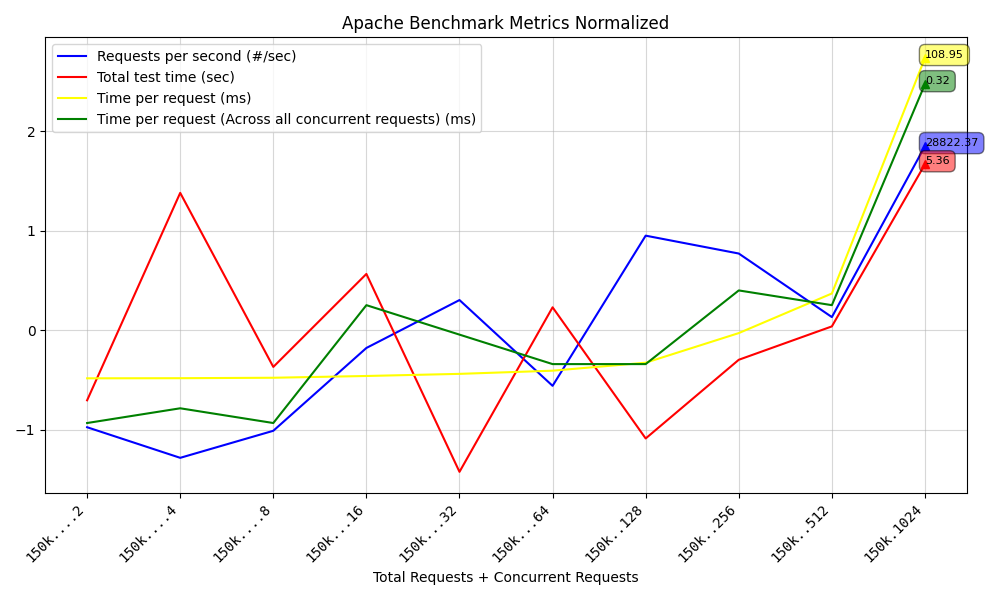 Apache Benchmark Metrics Normalized
Requests per second (#/sec)
Total test time (sec)
Time per request (ms)
Time per request (Across all concurrent requests) (ms)
108.95
0.32
28822.37
5.36
2
1
0
−1
150k....2
150k....4
150k....8
150k...16
150k...32
150k...64
150k..128
150k..256
150k..512
150k.1024
Total Requests + Concurrent Requests